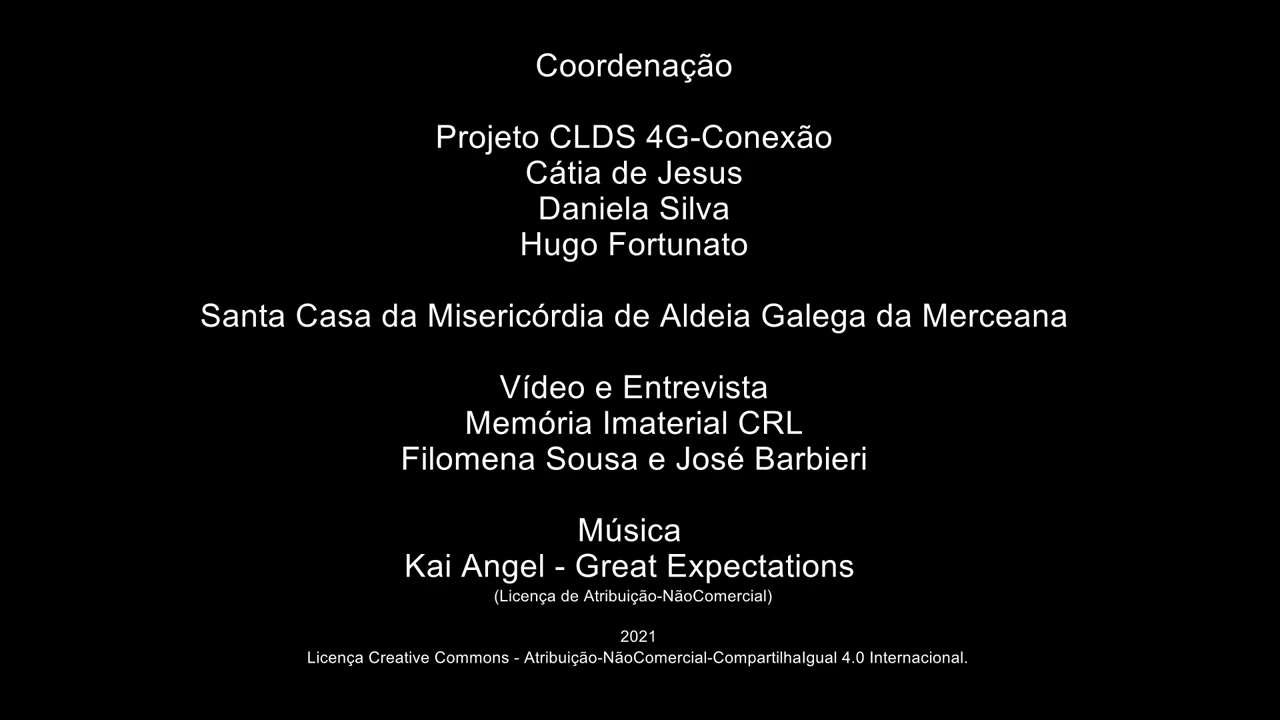 Coordenação
Projeto CLDS 4G-Conexão
Cátia de Jesus
Daniela Silva
Hugo Fortunato
Santa Casa da Misericórdia de Aldeia Galega da Merceana
Vídeo e Entrevista
Memória Imaterial CRL
Filomena Sousa e José Barbieri
Música
Kai Angel - Great Expectations
(Licença de Atribuição-NãoComercial)
2021
Licença Creative Commons - Atribuição-NãoComercial-CompartilhaIgual 4.0 Internacional.